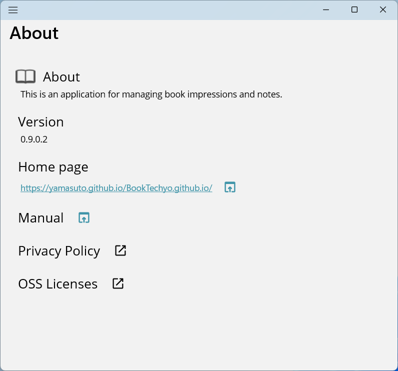 About
About
This is an application for managing book impressions and notes.
Version
0.9.0.2
Home page
https://yamasuto.github.io/BookTechyo.github.io/
Manual
Privacy Policy
OSS Licenses